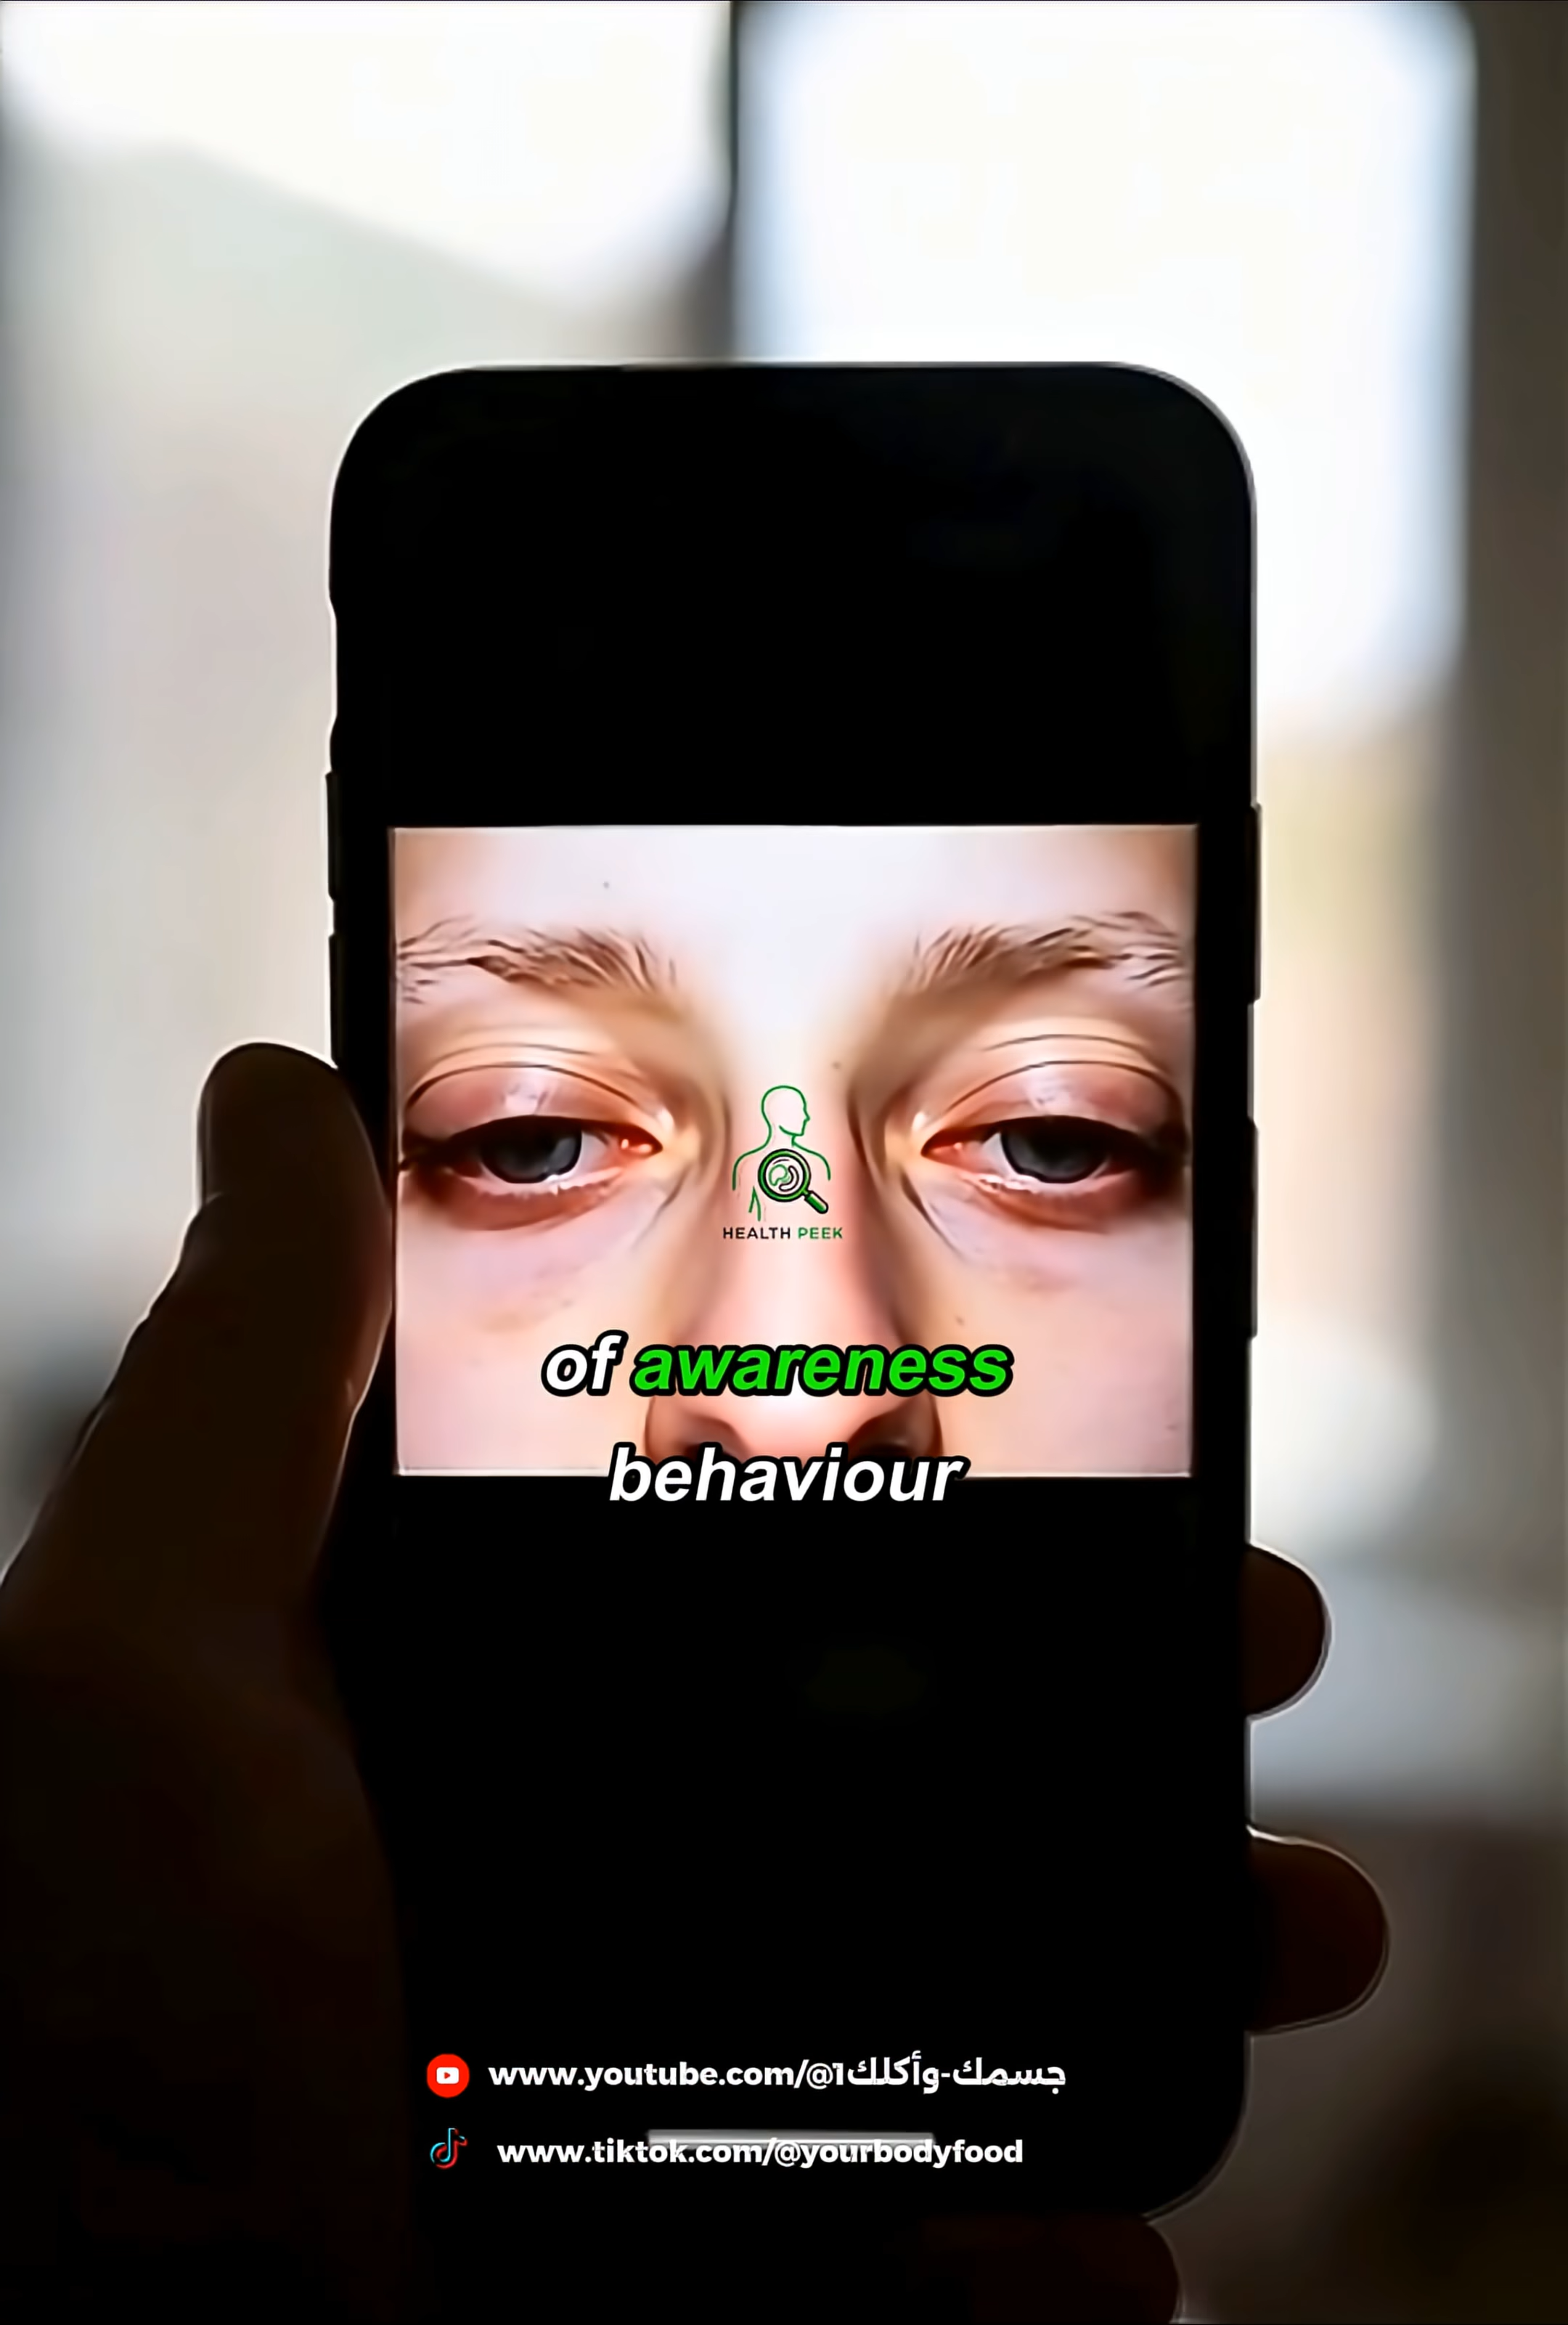 HEALTH PEEK
of awareness
behaviour
www.youtube.com/@جسمك-وأكلك1
www.tiktok.com/@yourbodyfood